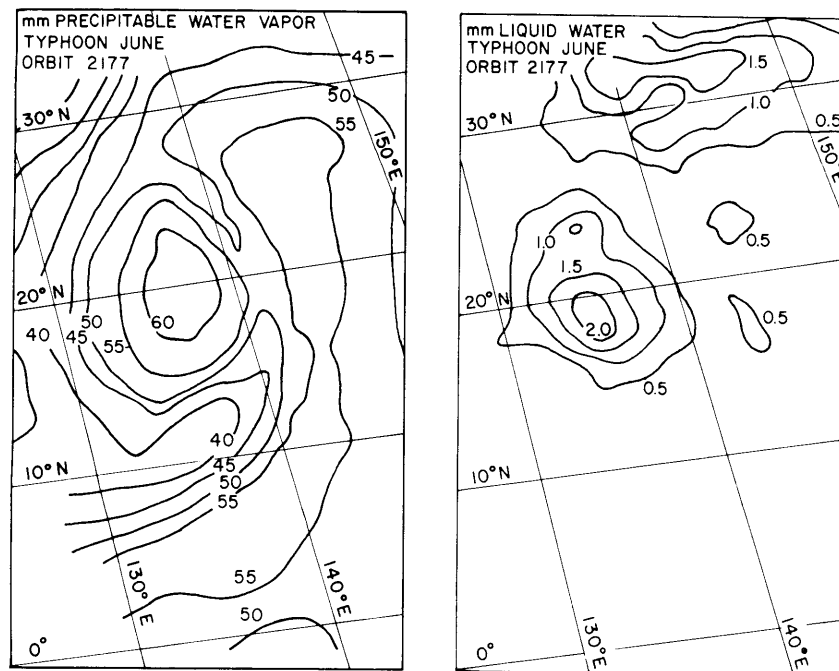 mm PRECIPITABLE WATER VAPOR
TYPHOON JUNE
ORBIT 2177
45
50
55
30° N
150° E
20° N
40
50
45
60
55
40
45
10° N
50
55
130° E
55
140° E
50
0°
mm LIQUID WATER
TYPHOON JUNE
ORBIT 2177
1.5
1.0
0.5
30° N
150° E
1.0
0.5
1.5
20° N
2.0
0.5
0.5
10° N
130° E
140° E
0°